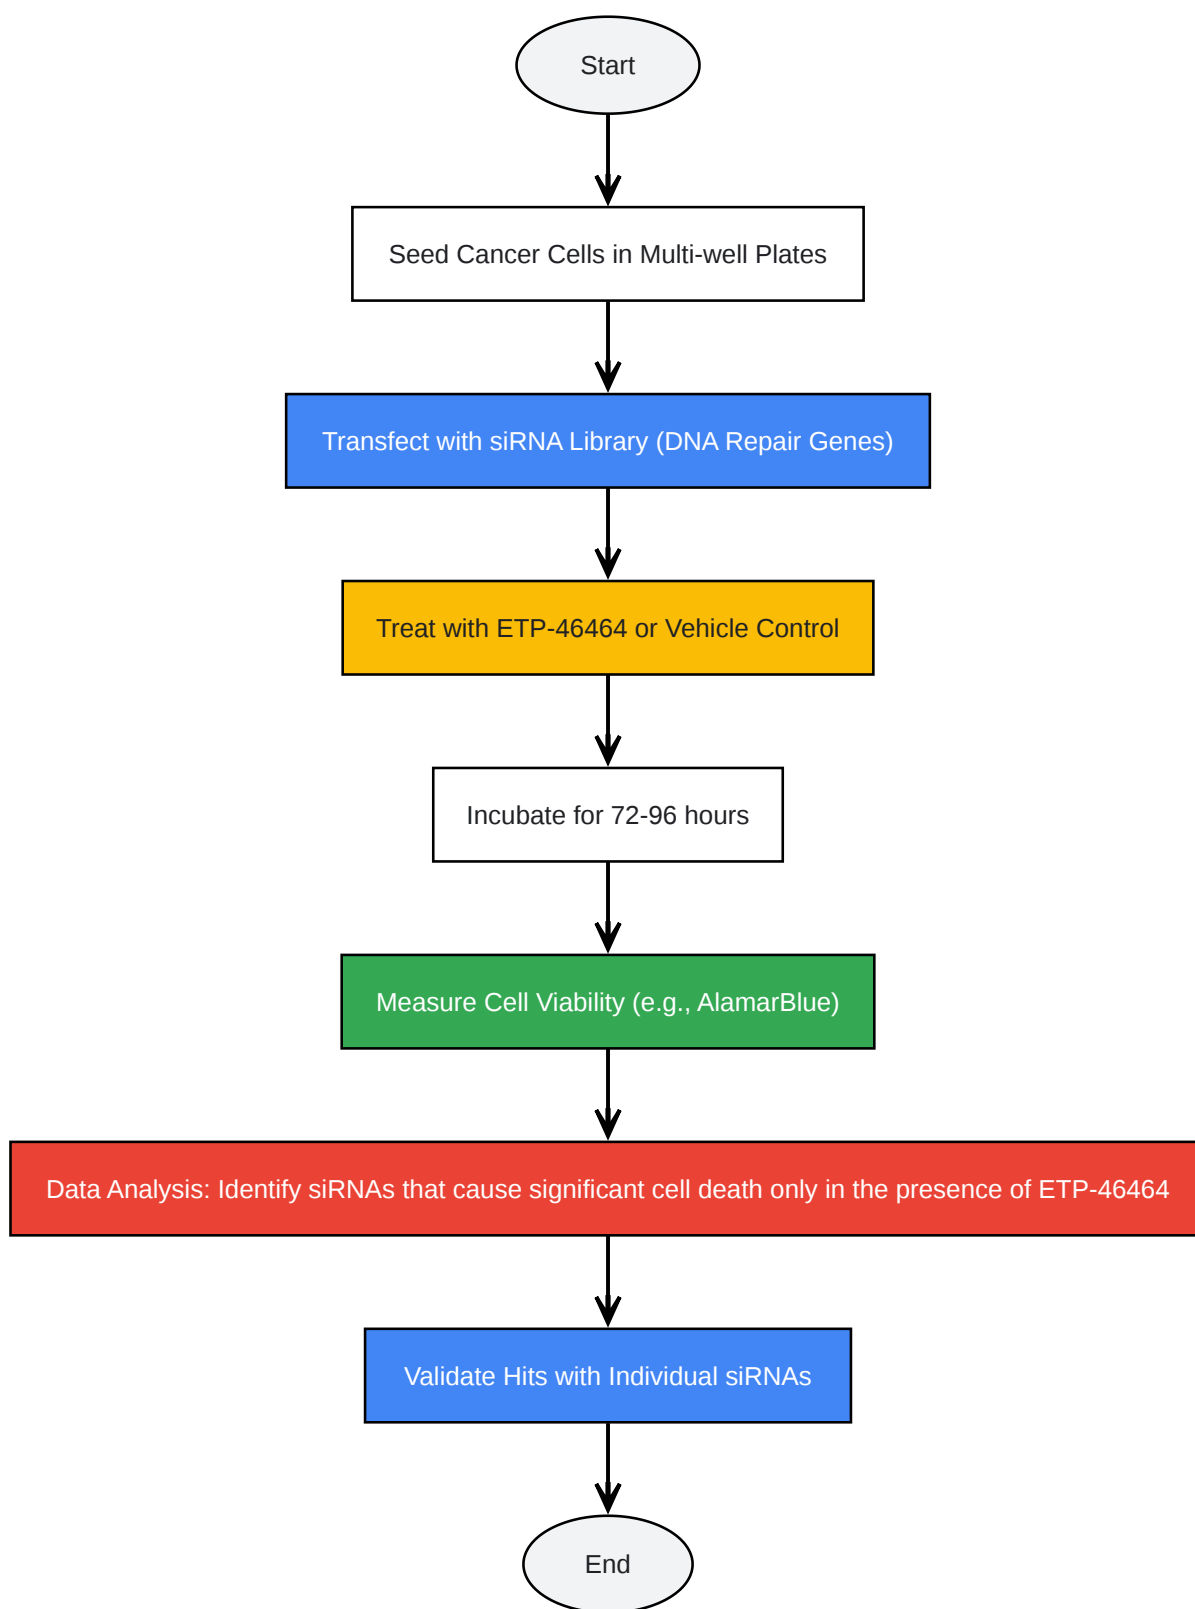 Start
Seed Cancer Cells in Multi-well Plates
Transfect with siRNA Library (DNA Repair Genes)
Treat with ETP-46464 or Vehicle Control
Incubate for 72-96 hours
Measure Cell Viability (e.g., AlamarBlue)
Data Analysis: Identify siRNAs that cause significant cell death only in the presence of ETP-46464
Validate Hits with Individual siRNAs
End